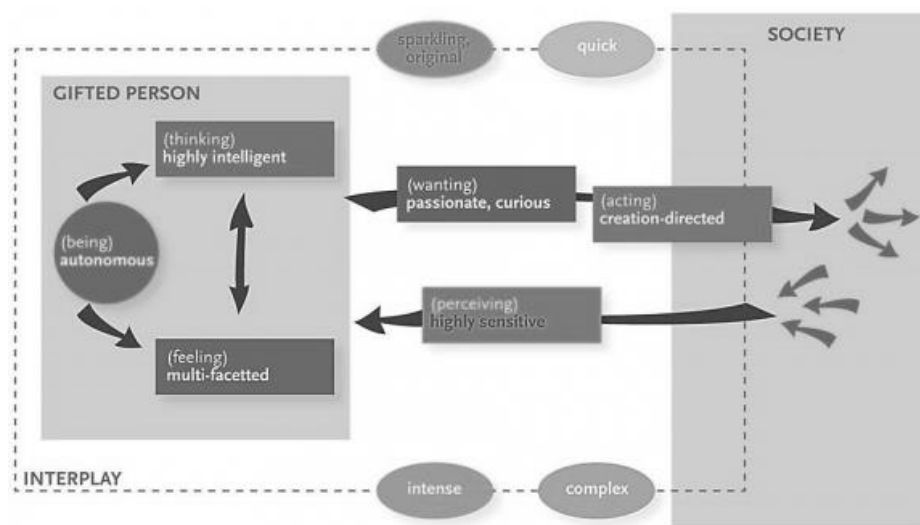 sparkling,
original
quick
SOCIETY
GIFTED PERSON
(thinking)
highly intelligent
(wanting)
passionate, curious
(acting)
creation-directed
(being)
autonomous
(perceiving)
highly sensitive
(feeling)
multi-facetted
INTERPLAY
intense
complex